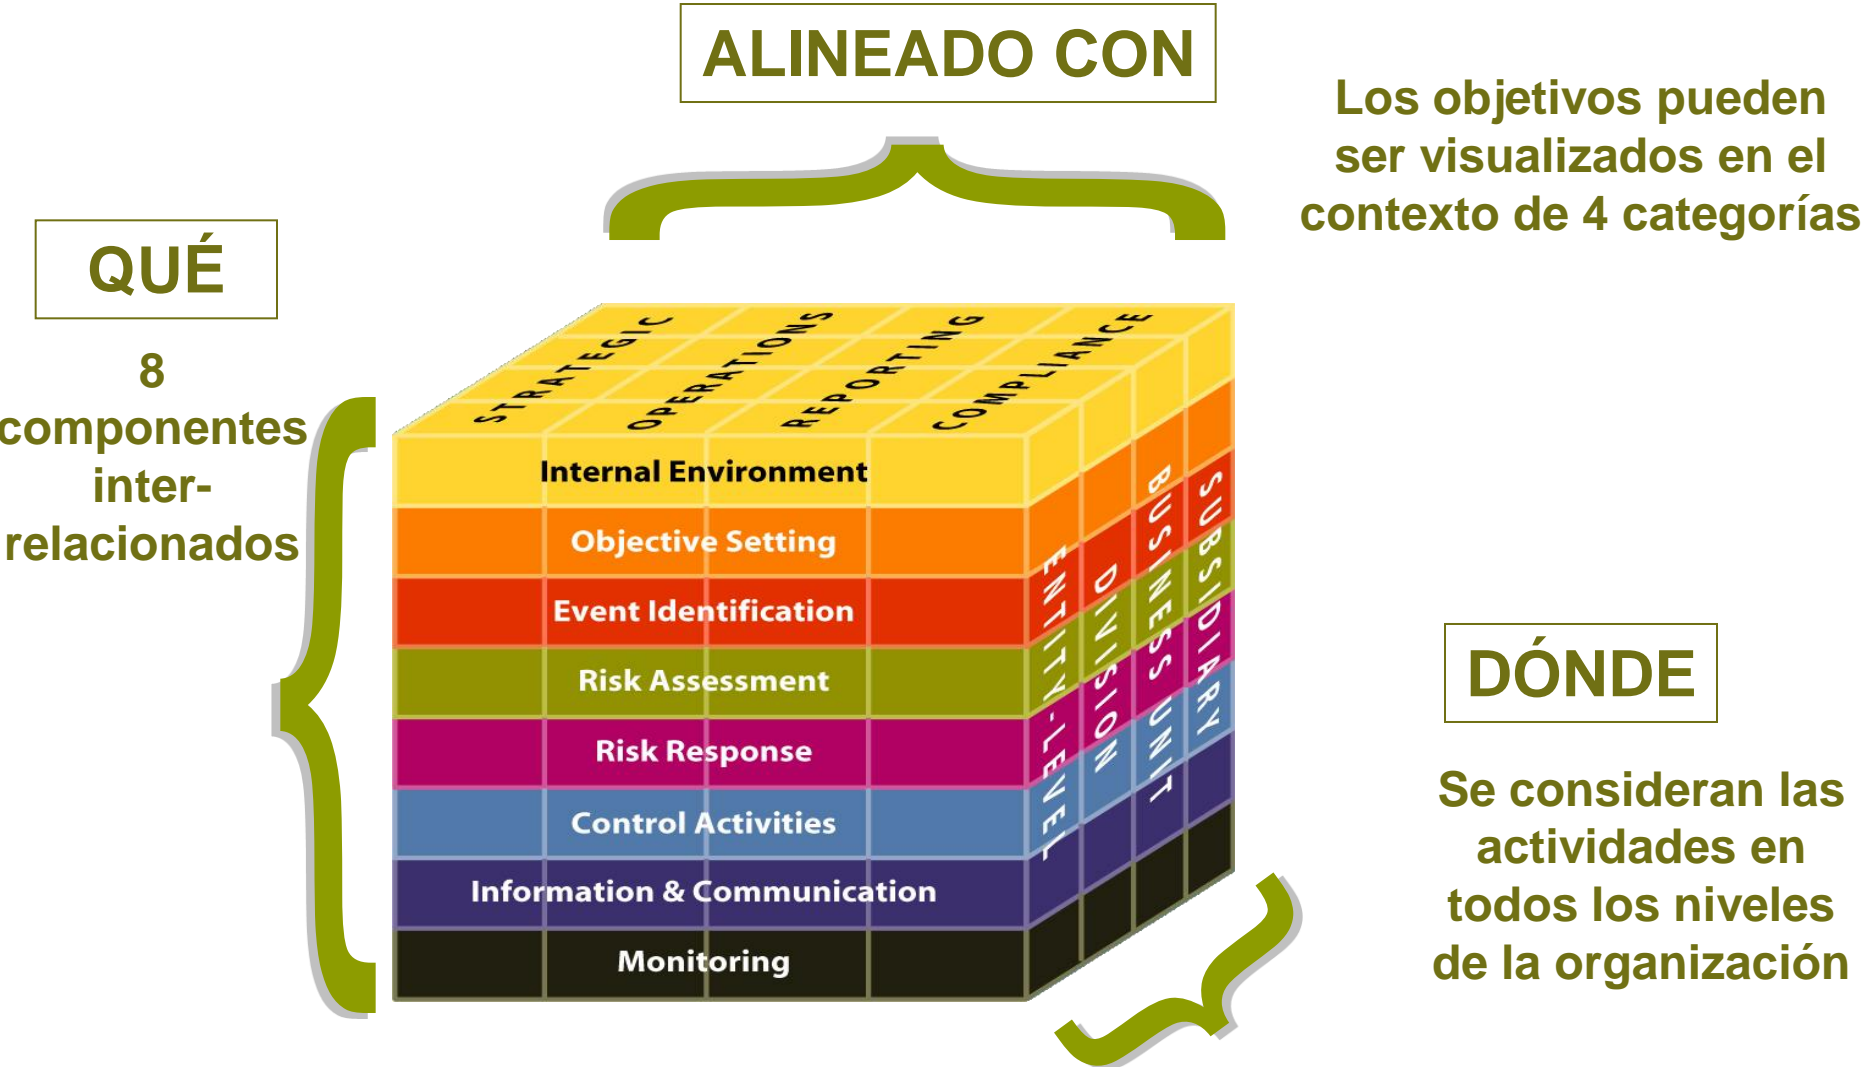 ALINEADO CON
Los objetivos pueden
ser visualizados en el
contexto de 4 categorías
QUÉ
8
componentes
inter-
relacionados
STRATEGIC
OPERATIONS
REPORTING
COMPLIANCE
Internal Environment
Objective Setting
Event Identification
Risk Assessment
Risk Response
Control Activities
Information & Communication
Monitoring
ENTITY-LEVEL
DIVISION
BUSINESS UNIT
SUBSIDIARY
DÓNDE
Se consideran las
actividades en
todos los niveles
de la organización